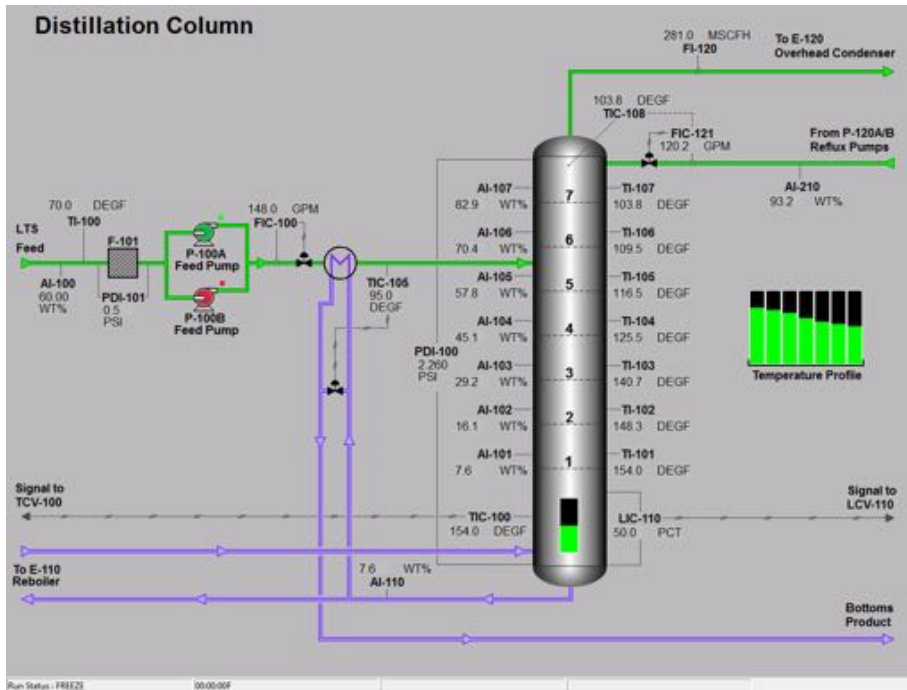 Distillation Column
281.0 MSCFH
FI-120
To E-120
Overhead Condenser
103.8 DEGF
TIC-108
FIC-121
120.2 GPM
From P-120A/B
Reflux Pumps
AI-210
93.2 WT%
70.0 DEGF
TI-100
LTS
Feed
F-101
AI-100
60.00
WT%
PDI-101
0.5
PSI
P-100A
Feed Pump
P-100B
Feed Pump
148.0 GPM
FIC-100
TIC-105
95.0
DEGF
PDI-100
2.260
PSI
AI-107
82.9 WT%
7
TI-107
103.8 DEGF
AI-106
70.4 WT%
6
TI-106
109.5 DEGF
AI-105
57.8 WT%
5
TI-105
116.5 DEGF
AI-104
45.1 WT%
4
TI-104
125.5 DEGF
AI-103
29.2 WT%
3
TI-103
140.7 DEGF
AI-102
16.1 WT%
2
TI-102
148.3 DEGF
AI-101
7.6 WT%
1
TI-101
154.0 DEGF
Temperature Profile
Signal to
TCV-100
TIC-100
154.0 DEGF
LIC-110
50.0 PCT
Signal to
LCV-110
To E-110
Reboiler
7.6 WT%
AI-110
Bottoms
Product
Run Status : FREEZE
00:00:00F